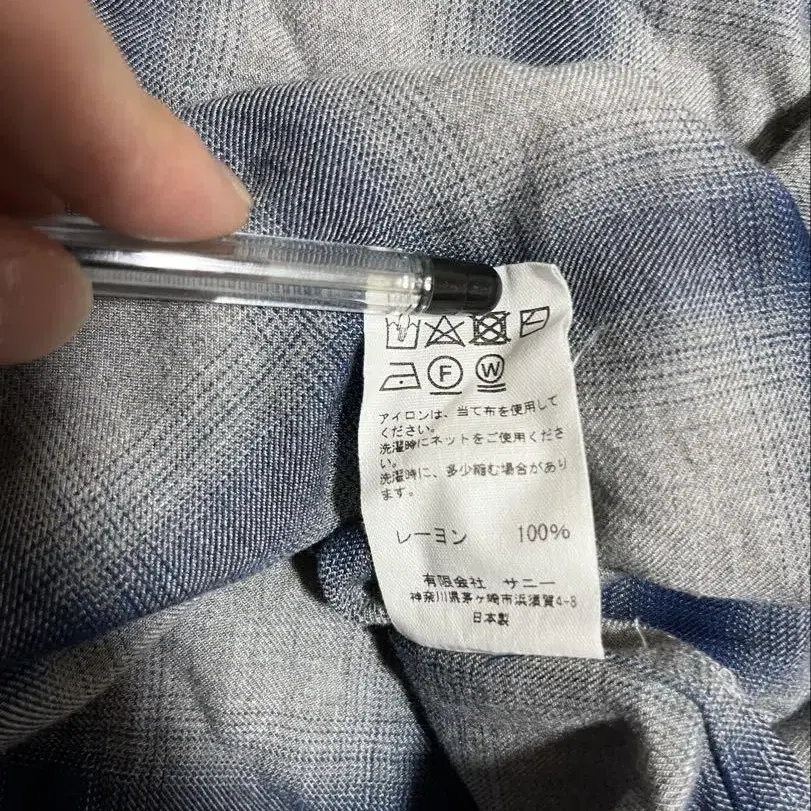 F W
アイロンは、当て布を使用して
ください。
洗濯時にネットをご使用くださ
い。
洗濯時に、多少縮む場合があり
ます。
レーヨン 100%
有限会社 サニー
神奈川県茅ヶ崎市浜須賀4-8
日本製